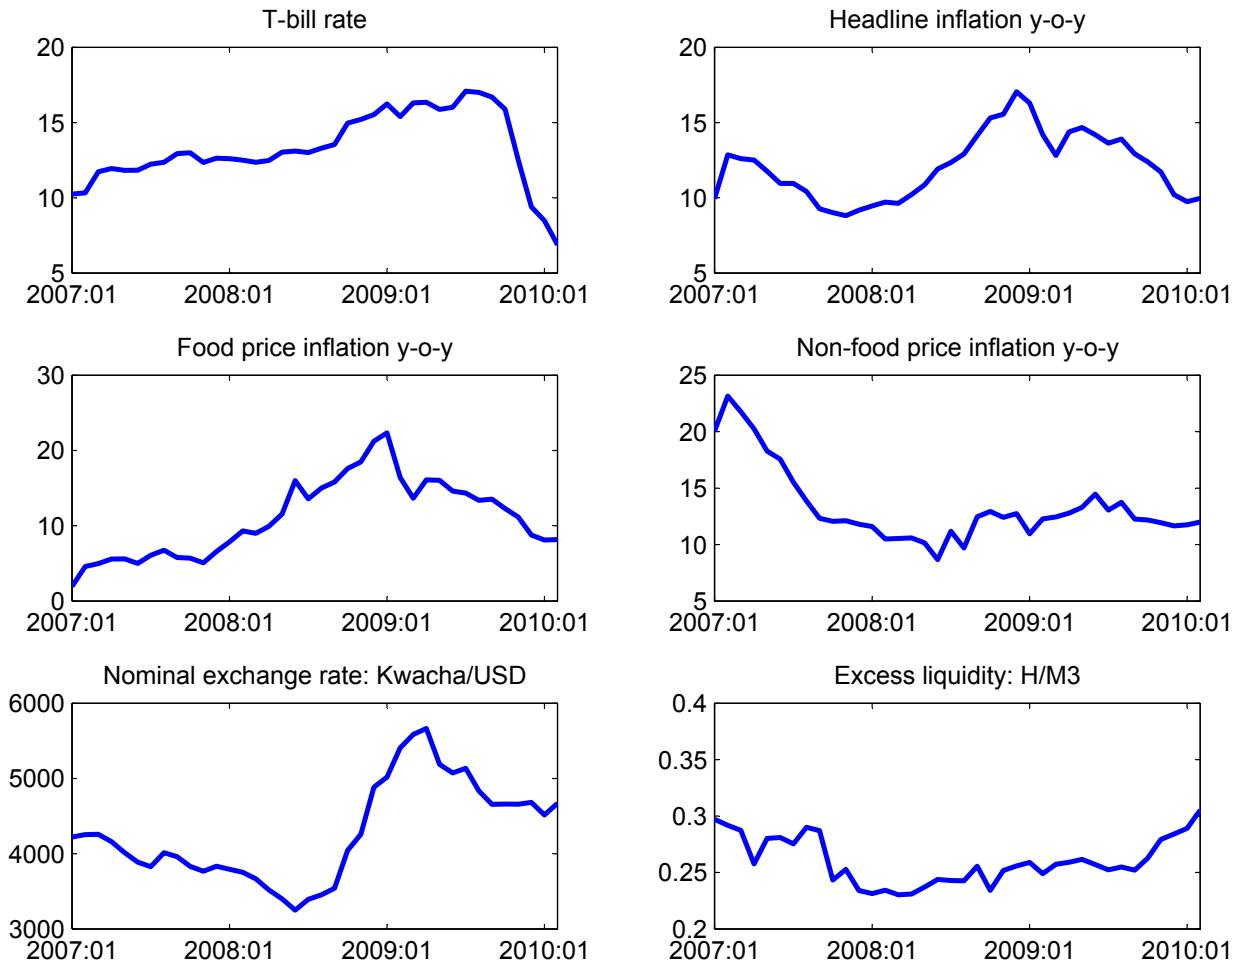 T-bill rate
20
15
10
5
2007:01 2008:01 2009:01 2010:01
Headline inflation y-o-y
20
15
10
5
2007:01 2008:01 2009:01 2010:01
Food price inflation y-o-y
30
20
10
0
2007:01 2008:01 2009:01 2010:01
Non-food price inflation y-o-y
25
20
15
10
5
2007:01 2008:01 2009:01 2010:01
Nominal exchange rate: Kwacha/USD
6000
5000
4000
3000
2007:01 2008:01 2009:01 2010:01
Excess liquidity: H/M3
0.4
0.35
0.3
0.25
0.2
2007:01 2008:01 2009:01 2010:01